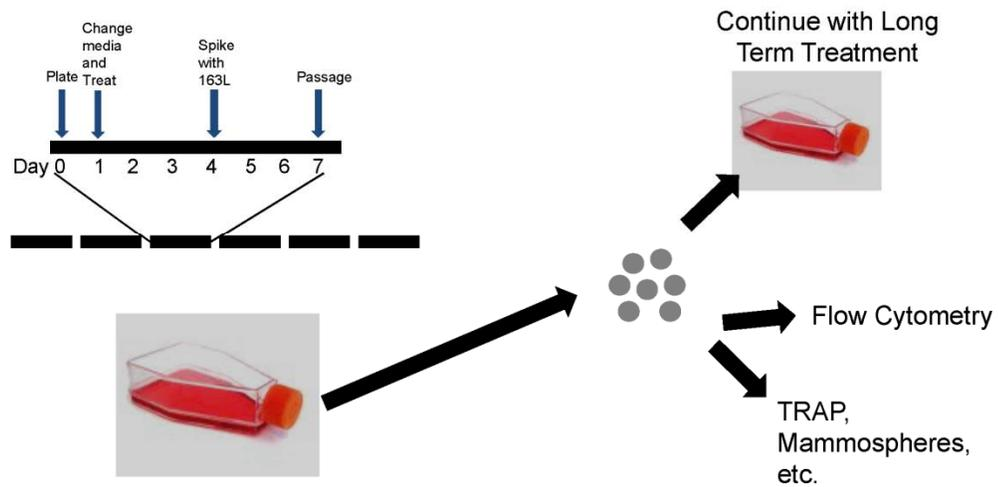 Continue with Long
Term Treatment
Change
media
and
Treat
Plate
Spike
with
163L
Passage
Day 0 1 2 3 4 5 6 7
Flow Cytometry
TRAP,
Mammospheres,
etc.